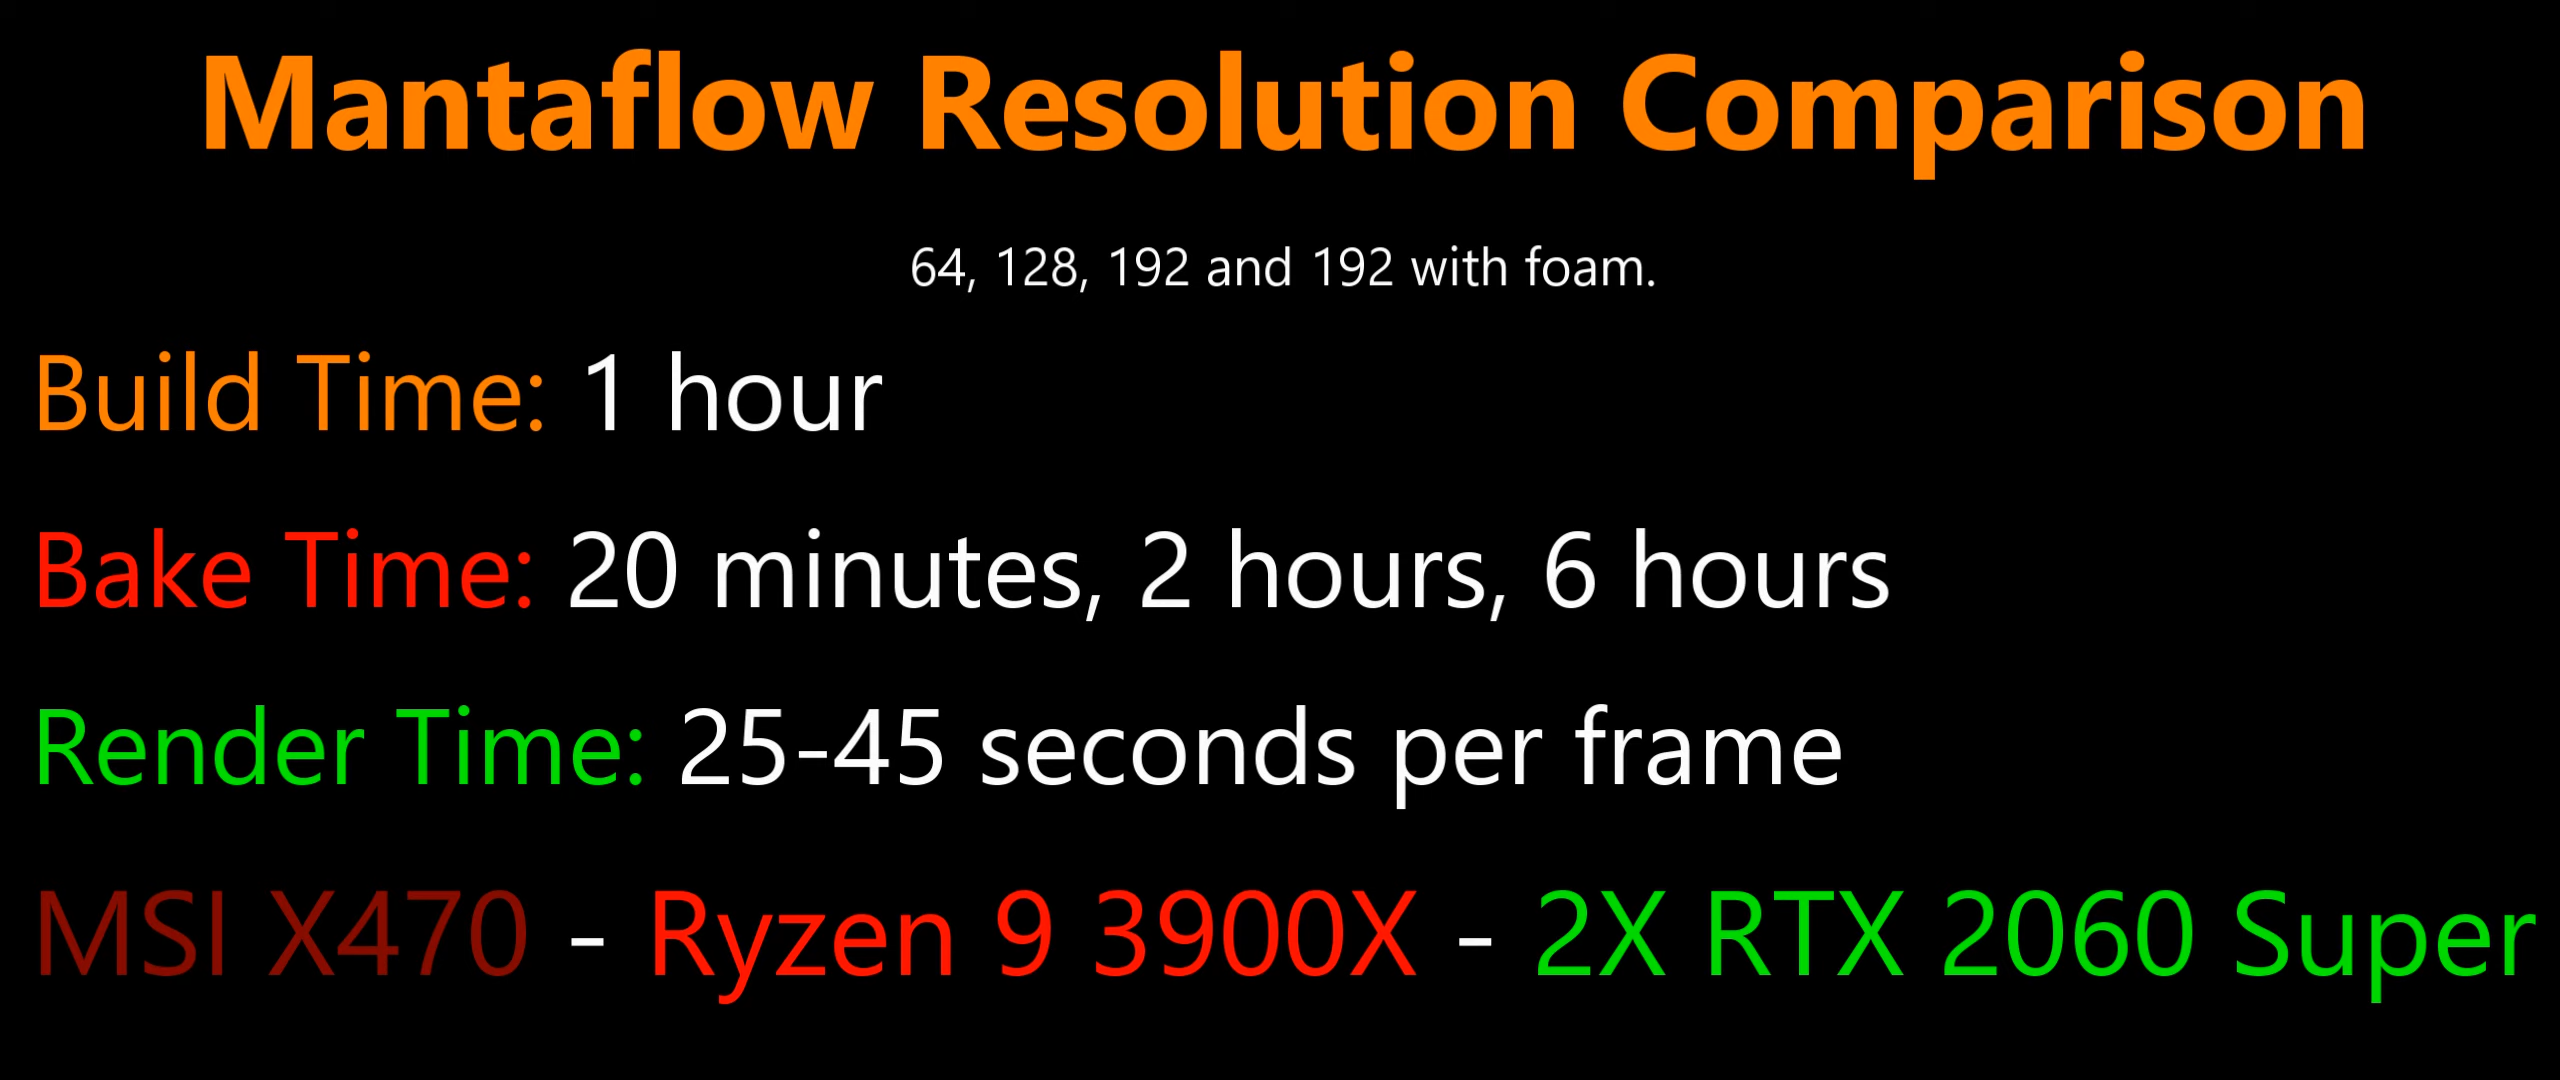 Mantaflow Resolution Comparison
64, 128, 192 and 192 with foam.
Build Time: 1 hour
Bake Time: 20 minutes, 2 hours, 6 hours
Render Time: 25-45 seconds per frame
MSI X470 - Ryzen 9 3900X - 2X RTX 2060 Super